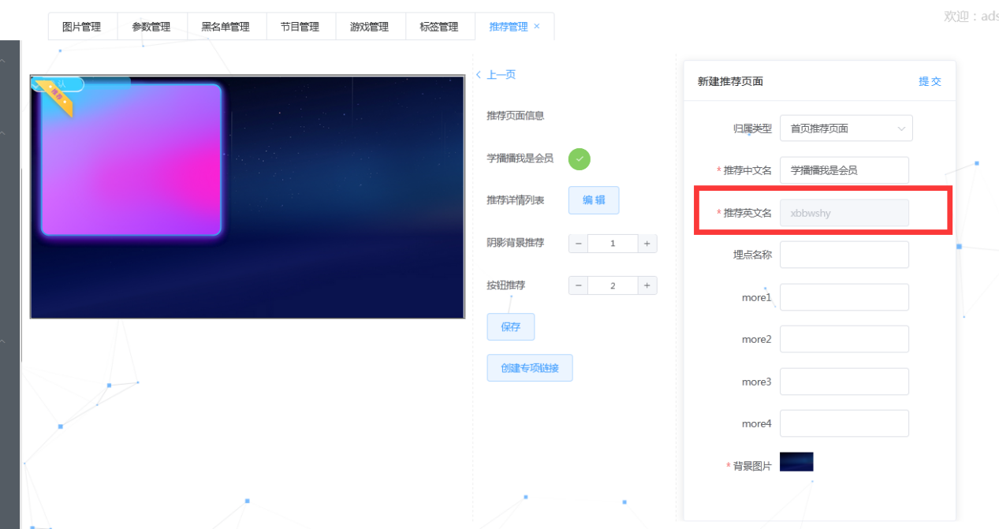 欢迎：ads
图片管理 参数管理 黑名单管理 节目管理 游戏管理 标签管理 推荐管理 ×
认
推荐
上一页
推荐页面信息
学播播我是会员
推荐详情列表 编辑
阴影背景推荐 − 1 +
按钮推荐 − 2 +
保存
创建专项链接
新建推荐页面 提交
归属类型 首页推荐页面
* 推荐中文名 学播播我是会员
* 推荐英文名 xbbwshy
埋点名称
more1
more2
more3
more4
* 背景图片